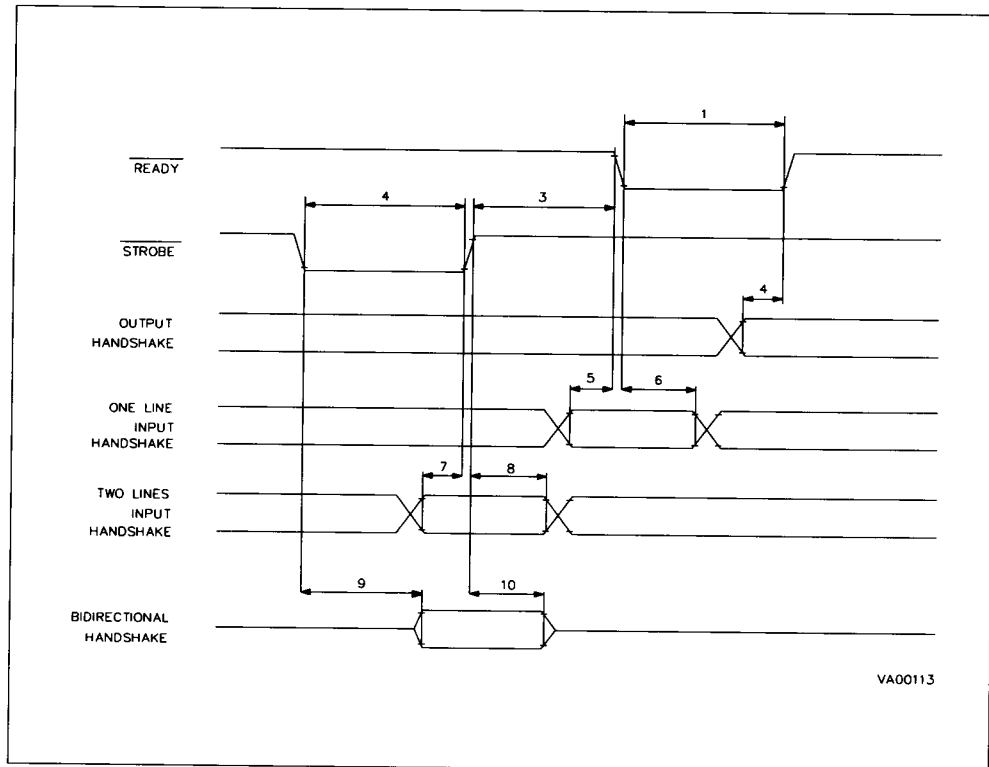 1
READY
4
3
STROBE
4
OUTPUT
HANDSHAKE
5
6
ONE LINE
INPUT
HANDSHAKE
7
8
TWO LINES
INPUT
HANDSHAKE
9
10
BIDIRECTIONAL
HANDSHAKE
VA00113